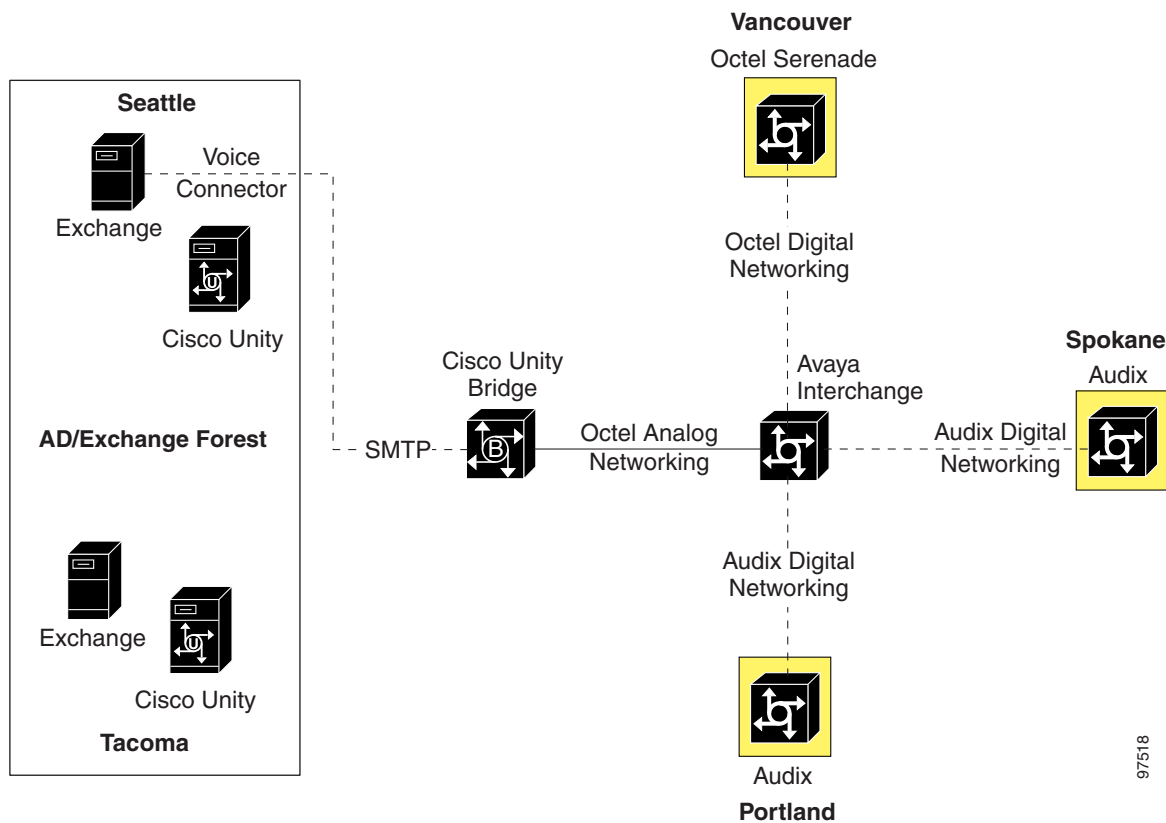 Vancouver
Octel Serenade
Seattle
Voice
Connector
Exchange
Cisco Unity
Octel Digital
Networking
Spokane
Audix
Cisco Unity
Bridge
Avaya
Interchange
AD/Exchange Forest
SMTP
B
Octel Analog
Networking
Audix Digital
Networking
Audix Digital
Networking
U
Exchange
U
Cisco Unity
Tacoma
Audix
Portland
97518